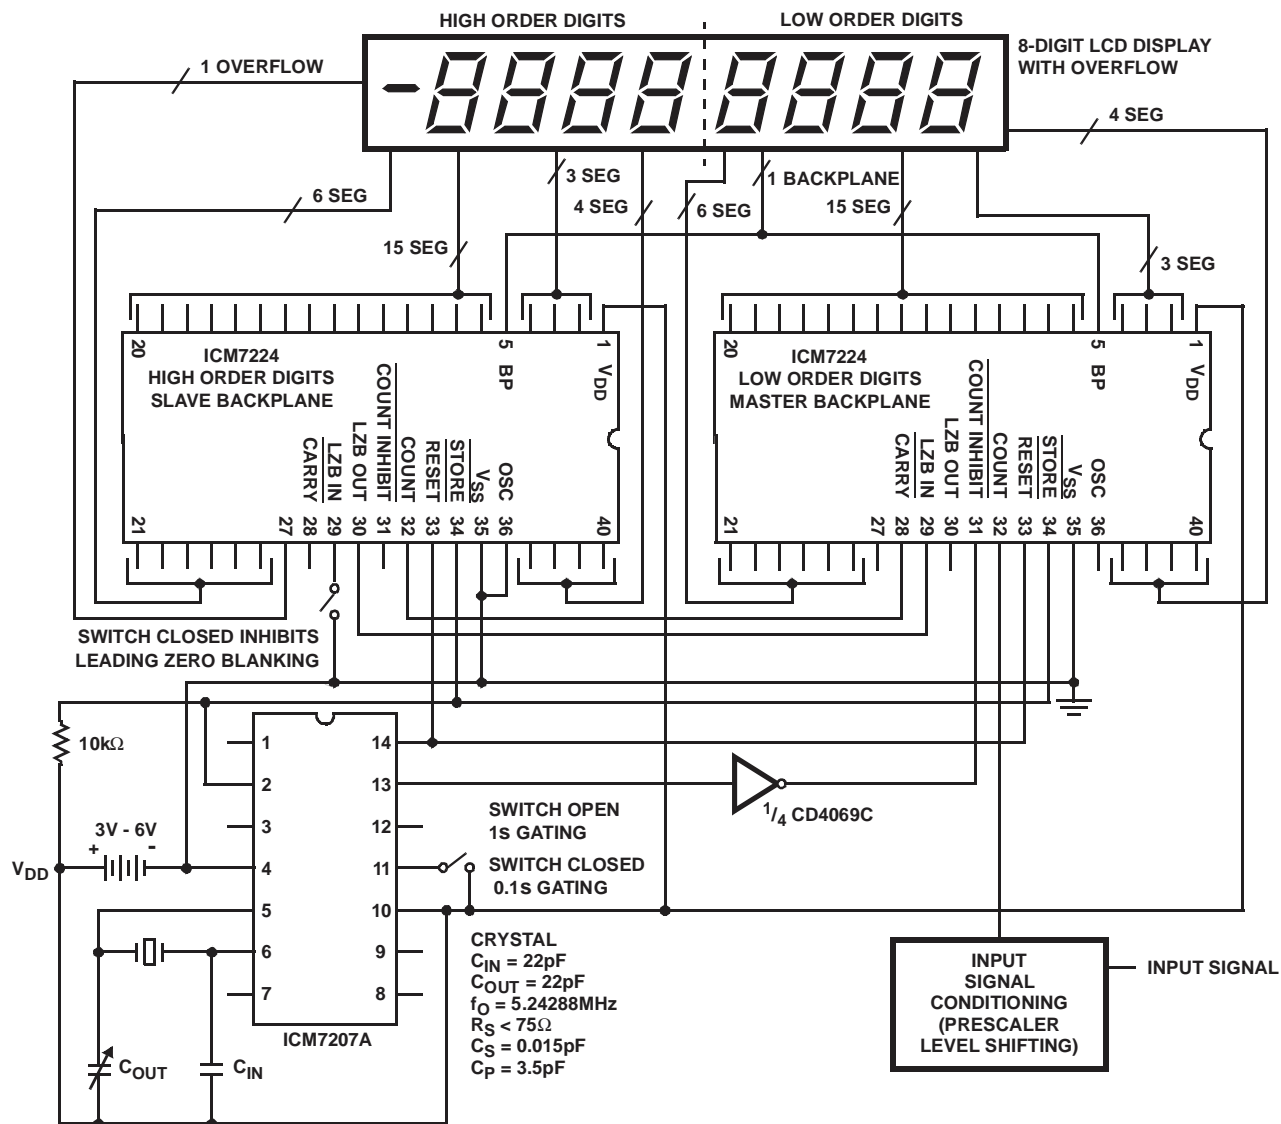 HIGH ORDER DIGITS
LOW ORDER DIGITS
1 OVERFLOW
8-DIGIT LCD DISPLAY
WITH OVERFLOW
4 SEG
6 SEG
15 SEG
3 SEG
4 SEG
6 SEG
1 BACKPLANE
15 SEG
3 SEG
20
5
1
ICM7224
HIGH ORDER DIGITS
SLAVE BACKPLANE
BP
VDD
CARRY
LZB IN
LZB OUT
COUNT INHIBIT
COUNT
RESET
STORE
VSS
OSC
21
27
28
29
30
31
32
33
34
35
36
40
20
5
1
ICM7224
LOW ORDER DIGITS
MASTER BACKPLANE
BP
VDD
CARRY
LZB IN
LZB OUT
COUNT INHIBIT
COUNT
RESET
STORE
VSS
OSC
21
27
28
29
30
31
32
33
34
35
36
40
SWITCH CLOSED INHIBITS
LEADING ZERO BLANKING
10kΩ
3V - 6V
+ -
VDD
1
2
3
4
5
6
7
14
13
12
11
10
9
8
ICM7207A
COUT
CIN
1/4 CD4069C
SWITCH OPEN
1s GATING
SWITCH CLOSED
0.1s GATING
CRYSTAL
CIN = 22pF
COUT = 22pF
fO = 5.24288MHz
RS < 75Ω
CS = 0.015pF
CP = 3.5pF
INPUT
SIGNAL
CONDITIONING
(PRESCALER
LEVEL SHIFTING)
INPUT SIGNAL